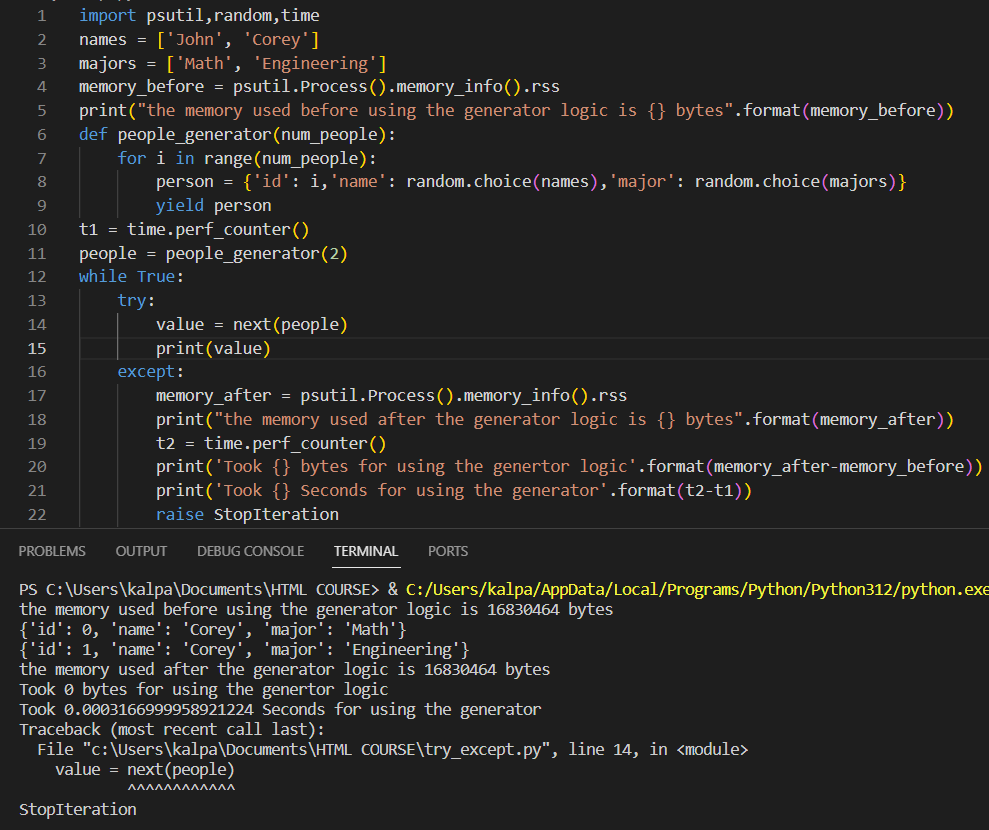 1 import psutil,random,time
2 names = ['John', 'Corey']
3 majors = ['Math', 'Engineering']
4 memory_before = psutil.Process().memory_info().rss
5 print("the memory used before using the generator logic is {} bytes".format(memory_before))
6 def people_generator(num_people):
7     for i in range(num_people):
8         person = {'id': i,'name': random.choice(names),'major': random.choice(majors)}
9         yield person
10 t1 = time.perf_counter()
11 people = people_generator(2)
12 while True:
13     try:
14         value = next(people)
15         print(value)
16     except:
17         memory_after = psutil.Process().memory_info().rss
18         print("the memory used after the generator logic is {} bytes".format(memory_after))
19         t2 = time.perf_counter()
20         print('Took {} bytes for using the genertor logic'.format(memory_after-memory_before))
21         print('Took {} Seconds for using the generator'.format(t2-t1))
22         raise StopIteration
PROBLEMS OUTPUT DEBUG CONSOLE TERMINAL PORTS
PS C:\Users\kalpa\Documents\HTML COURSE> & C:/Users/kalpa/AppData/Local/Programs/Python/Python312/python.exe
the memory used before using the generator logic is 16830464 bytes
{'id': 0, 'name': 'Corey', 'major': 'Math'}
{'id': 1, 'name': 'Corey', 'major': 'Engineering'}
the memory used after the generator logic is 16830464 bytes
Took 0 bytes for using the genertor logic
Took 0.0003166999958921224 Seconds for using the generator
Traceback (most recent call last):
  File "c:\Users\kalpa\Documents\HTML COURSE\try_except.py", line 14, in <module>
    value = next(people)
            ^^^^^^^^^^^^
StopIteration